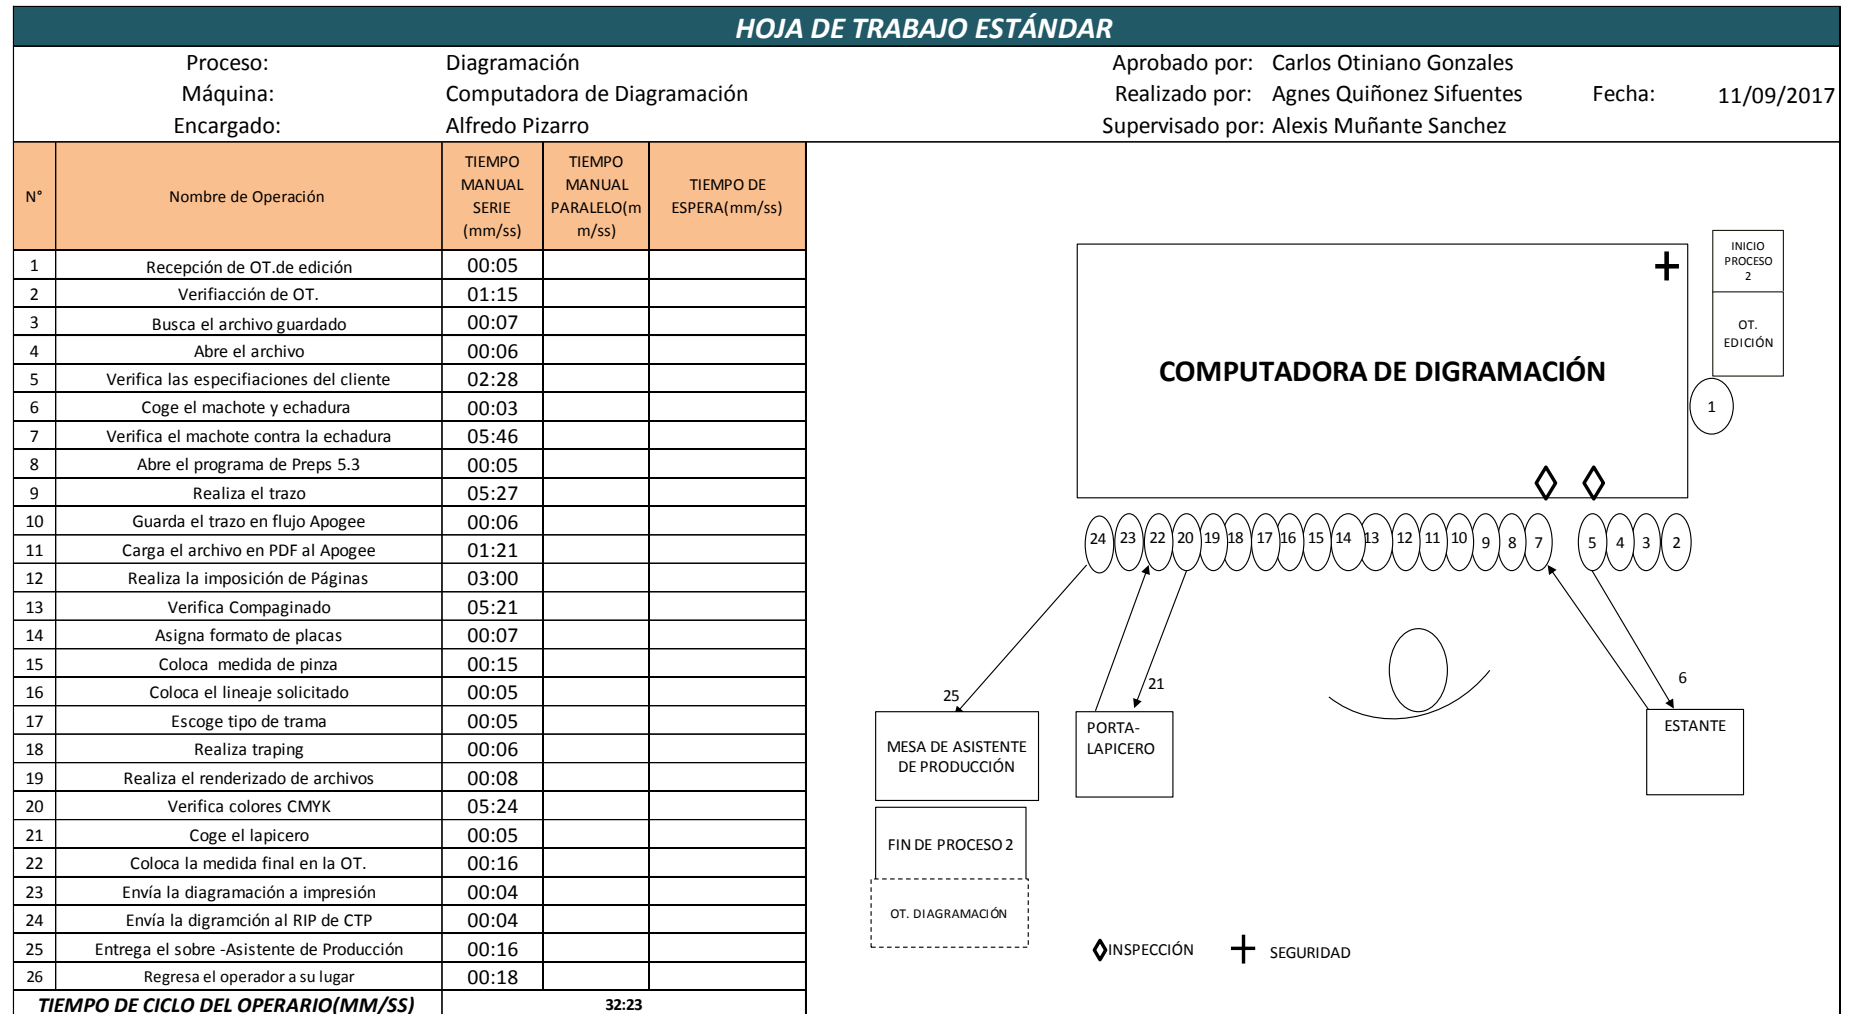 HOJA DE TRABAJO ESTÁNDAR
Proceso: Diagramación Aprobado por: Carlos Otiniano Gonzales
Máquina: Computadora de Diagramación Realizado por: Agnes Quiñonez Sifuentes Fecha: 11/09/2017
Encargado: Alfredo Pizarro Supervisado por: Alexis Muñante Sanchez
N° Nombre de Operación TIEMPO MANUAL SERIE (mm/ss) TIEMPO MANUAL PARALELO(mm/ss) TIEMPO DE ESPERA(mm/ss)
1 Recepción de OT.de edición 00:05
2 Verifiacción de OT. 01:15
3 Busca el archivo guardado 00:07
4 Abre el archivo 00:06
5 Verifica las especifiaciones del cliente 02:28
6 Coge el machote y echadura 00:03
7 Verifica el machote contra la echadura 05:46
8 Abre el programa de Preps 5.3 00:05
9 Realiza el trazo 05:27
10 Guarda el trazo en flujo Apogee 00:06
11 Carga el archivo en PDF al Apogee 01:21
12 Realiza la imposición de Páginas 03:00
13 Verifica Compaginado 05:21
14 Asigna formato de placas 00:07
15 Coloca medida de pinza 00:15
16 Coloca el lineaje solicitado 00:05
17 Escoge tipo de trama 00:05
18 Realiza traping 00:06
19 Realiza el renderizado de archivos 00:08
20 Verifica colores CMYK 05:24
21 Coge el lapicero 00:05
22 Coloca la medida final en la OT. 00:16
23 Envía la diagramación a impresión 00:04
24 Envía la digramción al RIP de CTP 00:04
25 Entrega el sobre -Asistente de Producción 00:16
26 Regresa el operador a su lugar 00:18
TIEMPO DE CICLO DEL OPERARIO(MM/SS) 32:23
INICIO
PROCESO
2
OT.
EDICIÓN
COMPUTADORA DE DIGRAMACIÓN
1
24 23 22 20 19 18 17 16 15 14 13 12 11 10 9 8 7 5 4 3 2
25
21
6
MESA DE ASISTENTE
DE PRODUCCIÓN
PORTA-
LAPICERO
ESTANTE
FIN DE PROCESO 2
OT. DIAGRAMACIÓN
INSPECCIÓN
SEGURIDAD